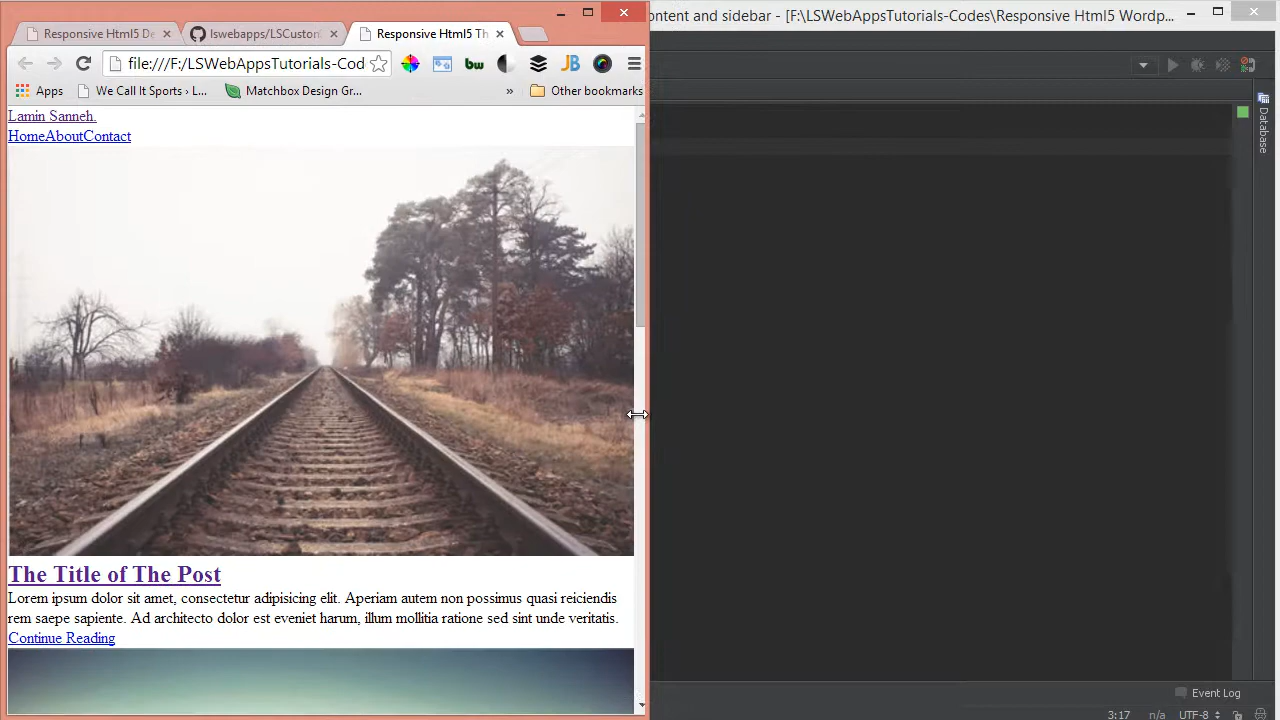 ontent and sidebar - [F:\LSWebAppsTutorials-Codes\Responsive Html5 Wordp...
Responsive Html5 De
lswebapps/LSCuston
Responsive Html5 Th
file:///F:/LSWebAppsTutorials-Cod
bw
JB
Apps
We Call It Sports › L...
Matchbox Design Gr...
»
Other bookmarks
Lamin Sanneh.
HomeAboutContact
Database
The Title of The Post
Lorem ipsum dolor sit amet, consectetur adipisicing elit. Aperiam autem non possimus quasi reiciendis
rem saepe sapiente. Ad architecto dolor est eveniet harum, illum mollitia ratione sed sint unde veritatis.
Continue Reading
Event Log
3:17 n/a UTF-8